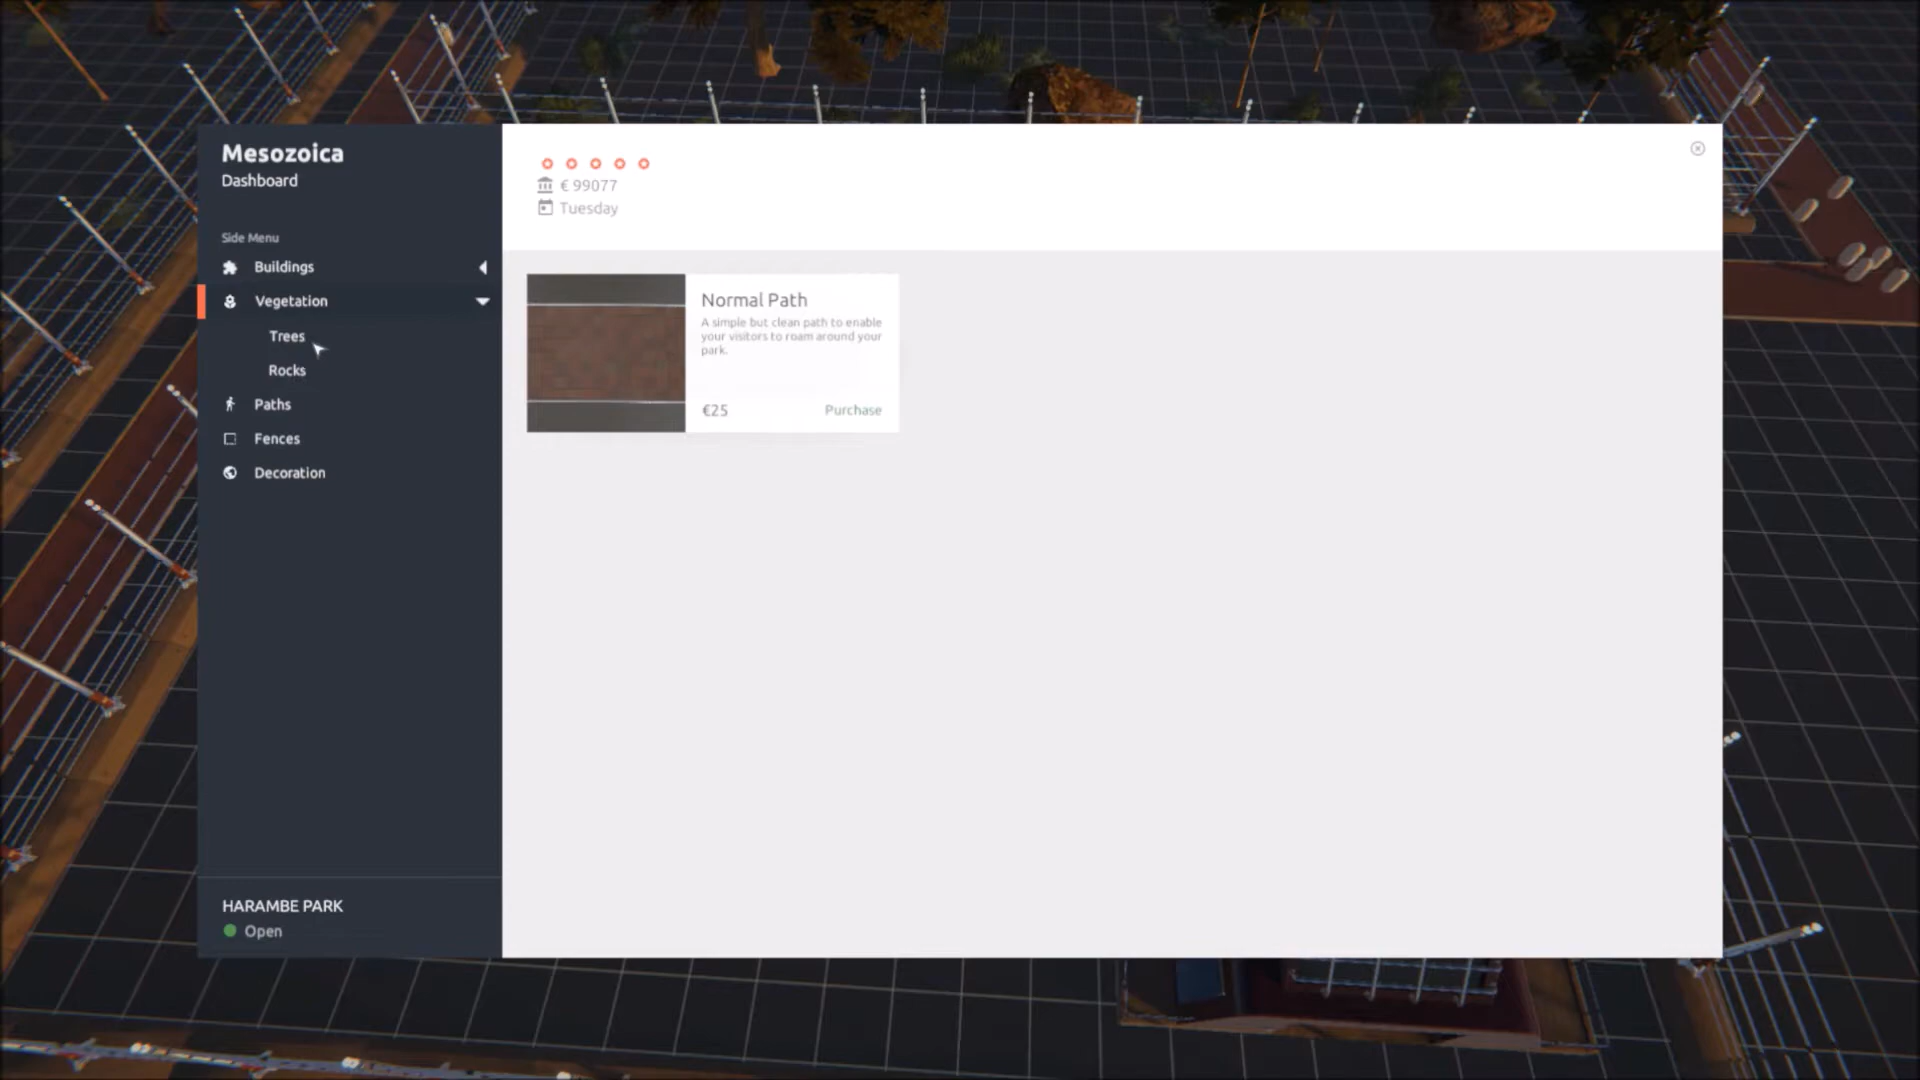 Mesozoica
Dashboard
Side Menu
Buildings
Vegetation
Trees
Rocks
Paths
Fences
Decoration
HARAMBE PARK
Open
€ 99077
Tuesday
Normal Path
A simple but clean path to enable
your visitors to roam around your
park.
€25
Purchase